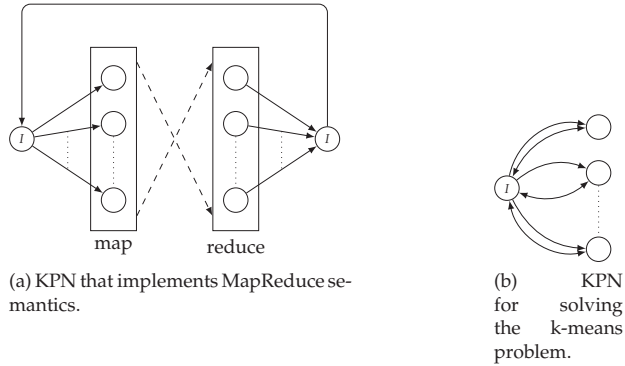 I
I
map
reduce
(a) KPN that implements MapReduce se-
mantics.
I
(b) KPN
for solving
the k-means
problem.